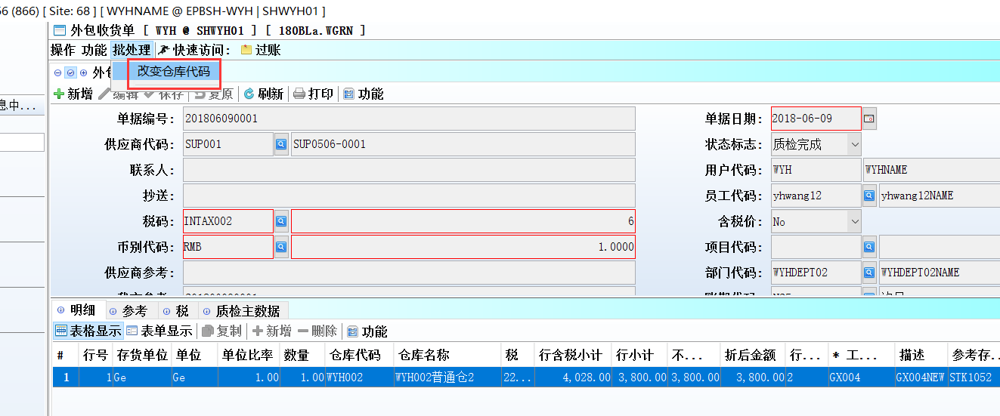 56 (866) [ Site: 68 ] [ WYHNAME @ EPBSH-WYH | SHWYH01 ]
外包收货单 [ WYH @ SHWYH01 ] [ 180BLa.WGRN ]
操作 功能 批处理 快速访问: 过账
改变仓库代码
外包
新增 编辑 保存 复原 刷新 打印 功能
息中...
单据编号: 201806090001 单据日期: 2018-06-09
供应商代码: SUP001 SUP0506-0001 状态标志: 质检完成
联系人: 用户代码: WYH WYHNAME
抄送: 员工代码: yhwang12 yhwang12NAME
税码: INTAX002 6 含税价: No
币别代码: RMB 1.0000 项目代码:
供应商参考: 部门代码: WYHDEPT02 WYHDEPT02NAME
明细 参考 税 质检主数据
表格显示 表单显示 复制 新增 删除 功能
# 行号 存货单位 单位 单位比率 数量 仓库代码 仓库名称 税 行含税小计 行小计 不... 折后金额 行... * 工... 描述 参考存...
1 1 Ge Ge 1.00 1.00 WYH002 WYH002普通仓2 22... 4,028.00 3,800.00 3,800.00 3,800.00 2 GX004 GX004NEW STK1052